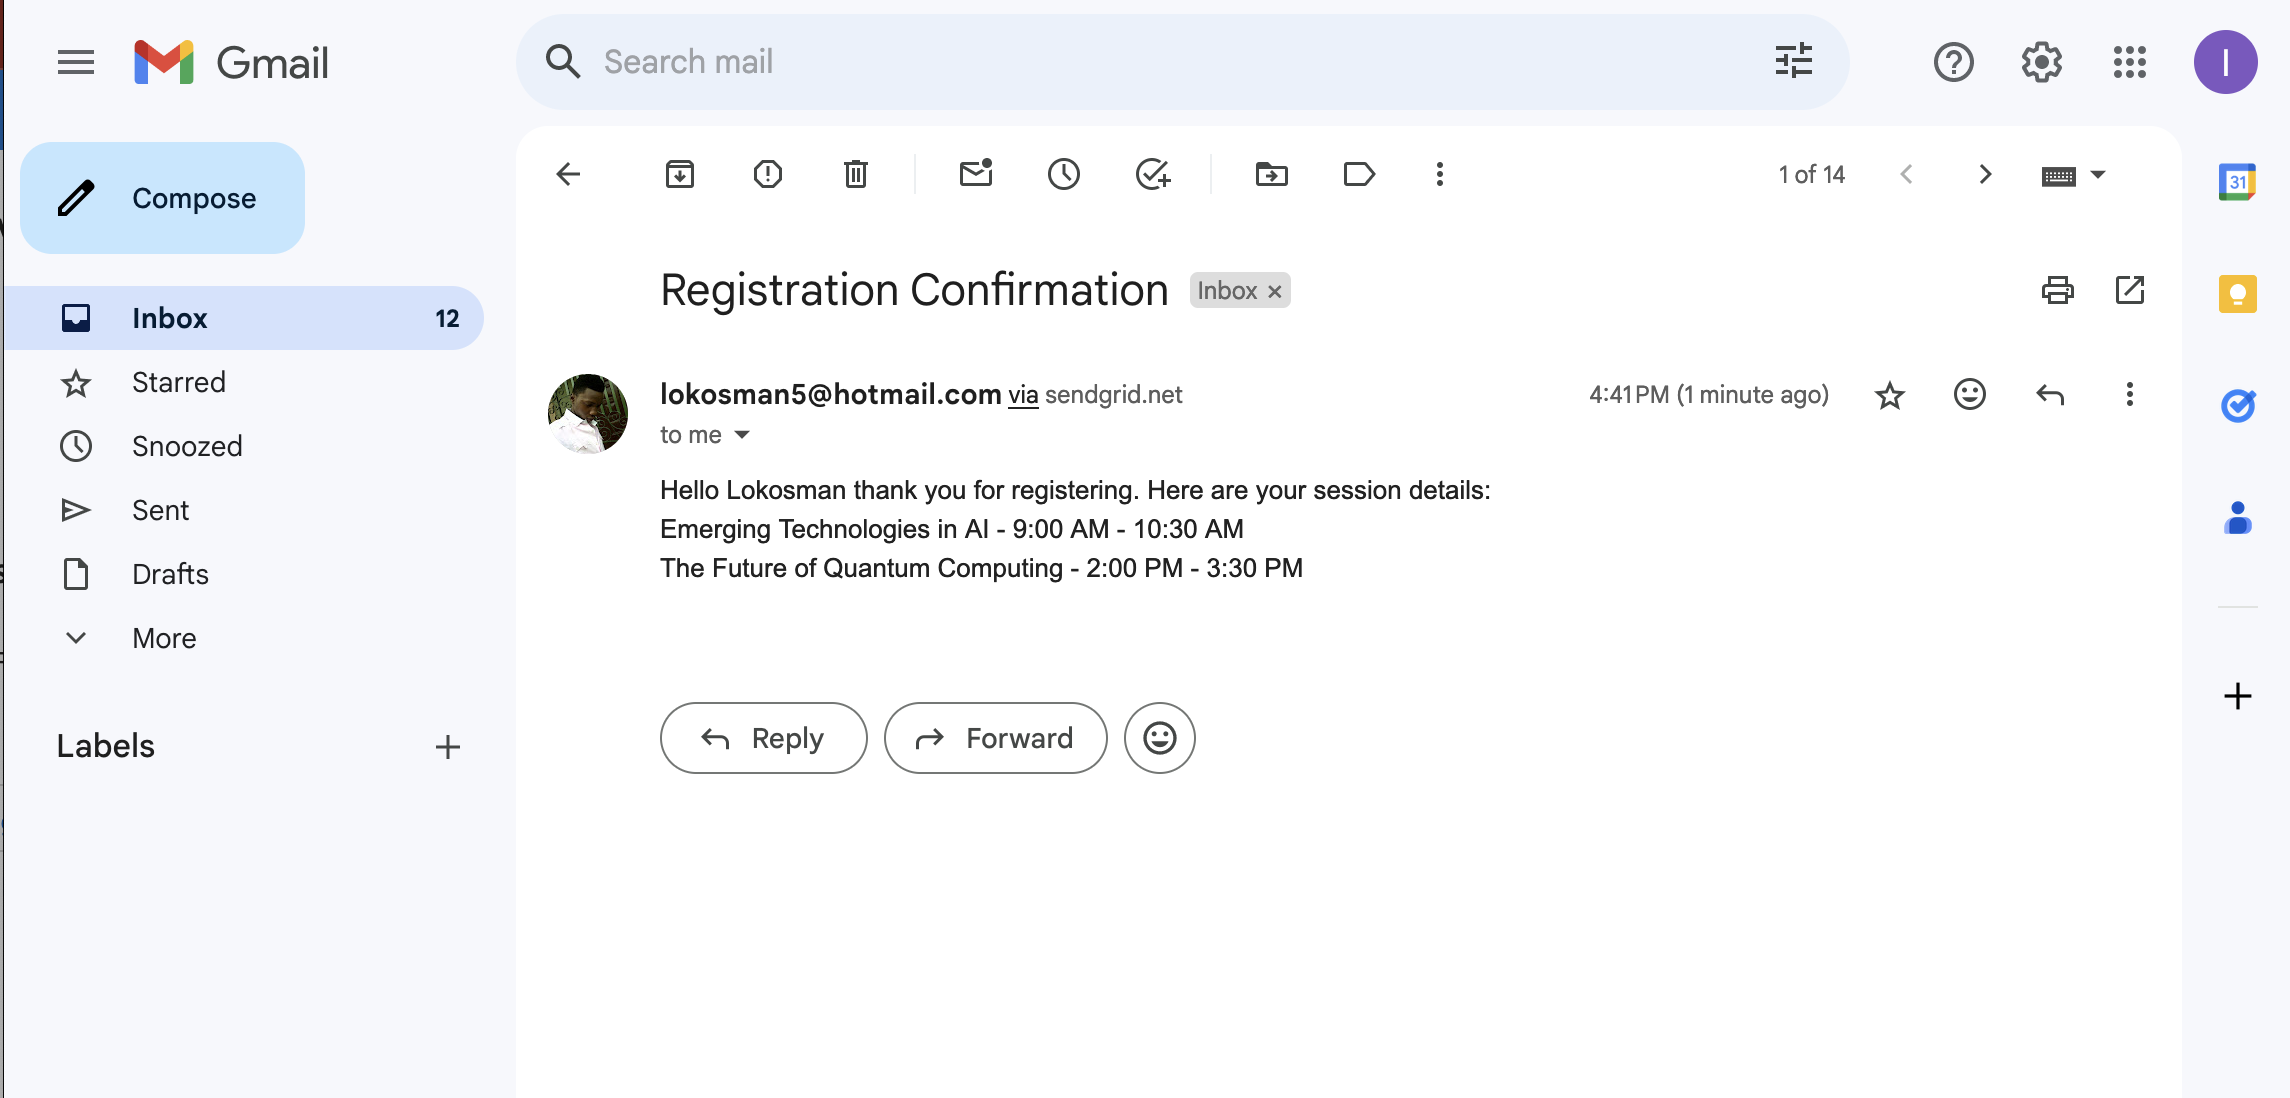 Gmail
Search mail
Compose
1 of 14
31
Inbox 12
Starred
Snoozed
Sent
Drafts
More
Labels
Registration Confirmation
Inbox ×
lokosman5@hotmail.com via sendgrid.net
4:41 PM (1 minute ago)
to me
Hello Lokosman thank you for registering. Here are your session details:
Emerging Technologies in AI - 9:00 AM - 10:30 AM
The Future of Quantum Computing - 2:00 PM - 3:30 PM
Reply
Forward